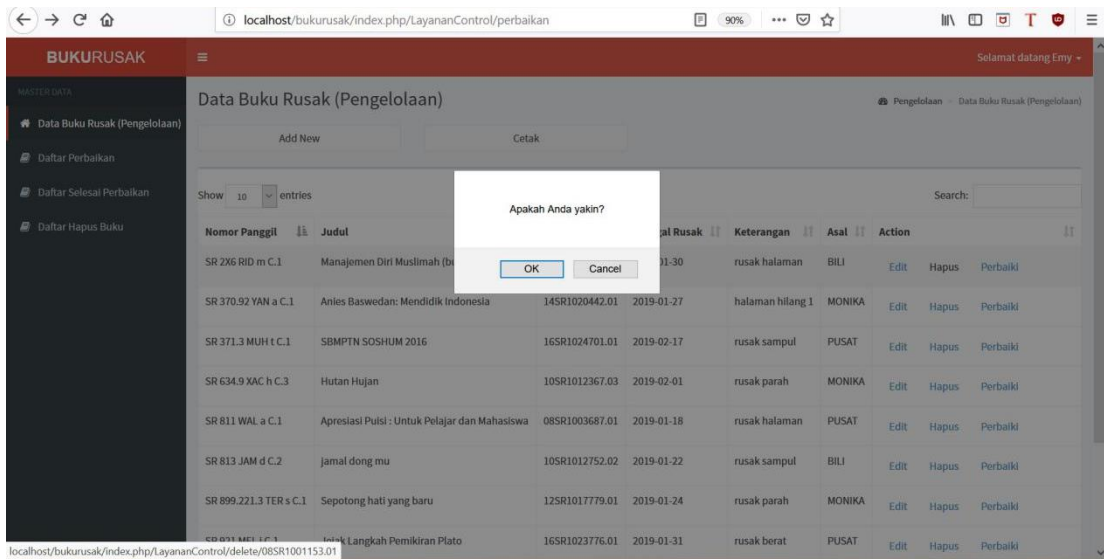 localhost/bukurusak/index.php/LayananControl/perbaikan
90%
BUKURUSAK
Selamat datang Emy
MASTER DATA
Data Buku Rusak (Pengelolaan)
Daftar Perbaikan
Daftar Selesai Perbaikan
Daftar Hapus Buku
Data Buku Rusak (Pengelolaan)
Pengelolaan
Data Buku Rusak (Pengelolaan)
Add New Cetak
Show 10 entries Search:
Apakah Anda yakin?
OK Cancel
Nomor Panggil Judul gal Rusak Keterangan Asal Action
SR 2X6 RID m C.1 Manajemen Diri Muslimah (bu 01-30 rusak halaman BILI Edit Hapus Perbaiki
SR 370.92 YAN a C.1 Anies Baswedan: Mendidik Indonesia 14SR1020442.01 2019-01-27 halaman hilang 1 MONIKA Edit Hapus Perbaiki
SR 371.3 MUH t C.1 SBMPTN SOSHUM 2016 16SR1024701.01 2019-02-17 rusak sampul PUSAT Edit Hapus Perbaiki
SR 634.9 XAC h C.3 Hutan Hujan 10SR1012367.03 2019-02-01 rusak parah MONIKA Edit Hapus Perbaiki
SR 811 WAL a C.1 Apresiasi Puisi : Untuk Pelajar dan Mahasiswa 08SR1003687.01 2019-01-18 rusak halaman PUSAT Edit Hapus Perbaiki
SR 813 JAM d C.2 jamal dong mu 10SR1012752.02 2019-01-22 rusak sampul BILI Edit Hapus Perbaiki
SR 899.221.3 TER s C.1 Sepotong hati yang baru 12SR1017779.01 2019-01-24 rusak parah MONIKA Edit Hapus Perbaiki
SR 921 MEL j C.1 Jejak Langkah Pemikiran Plato 16SR1023776.01 2019-01-31 rusak berat PUSAT Edit Hapus Perbaiki
localhost/bukurusak/index.php/LayananControl/delete/08SR1001153.01